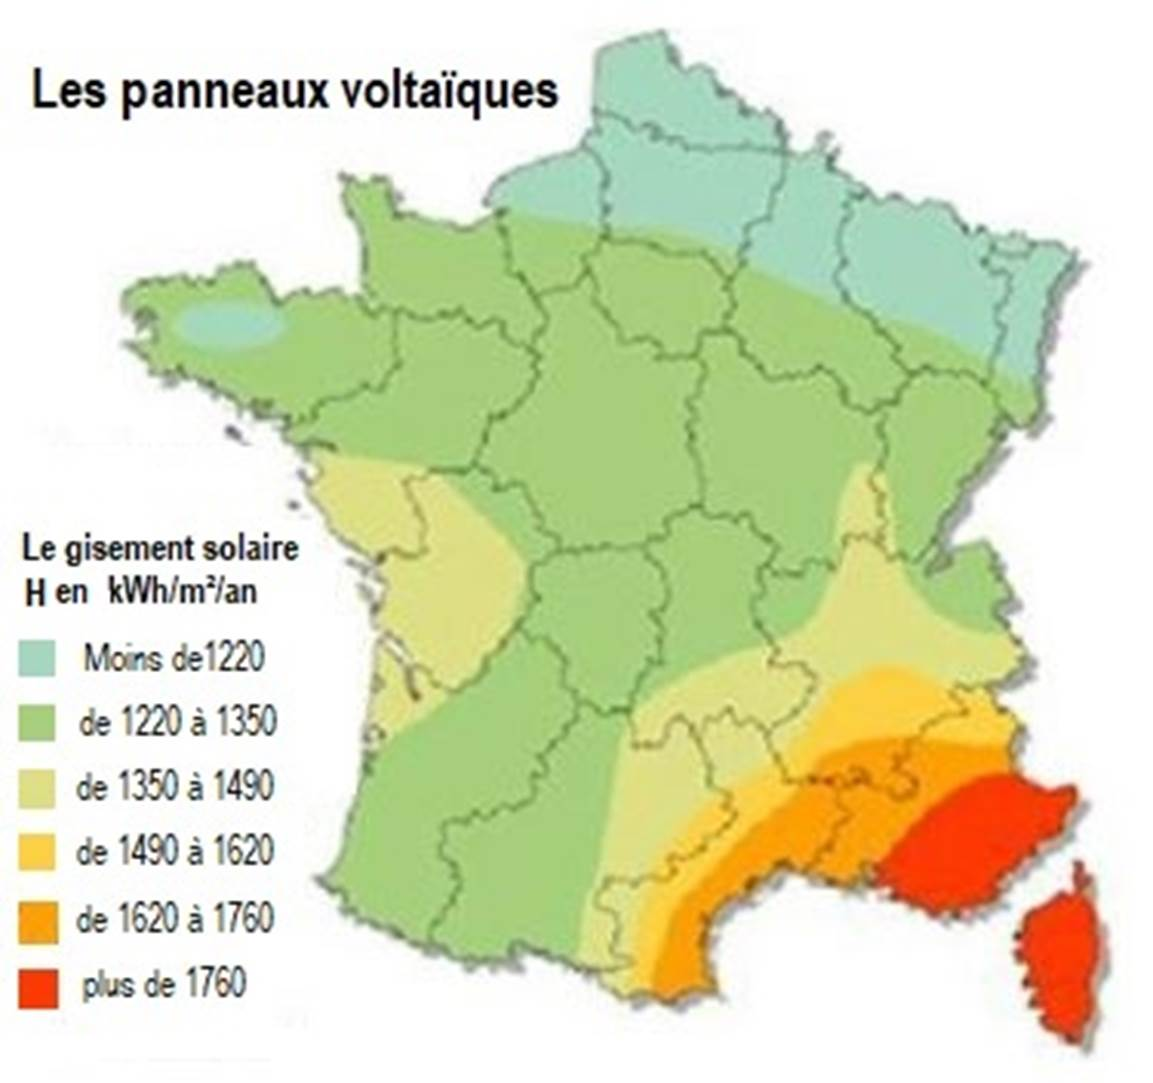 Les panneaux voltaïques
Le gisement solaire
H en kWh/m²/an
Moins de1220
de 1220 à 1350
de 1350 à 1490
de 1490 à 1620
de 1620 à 1760
plus de 1760